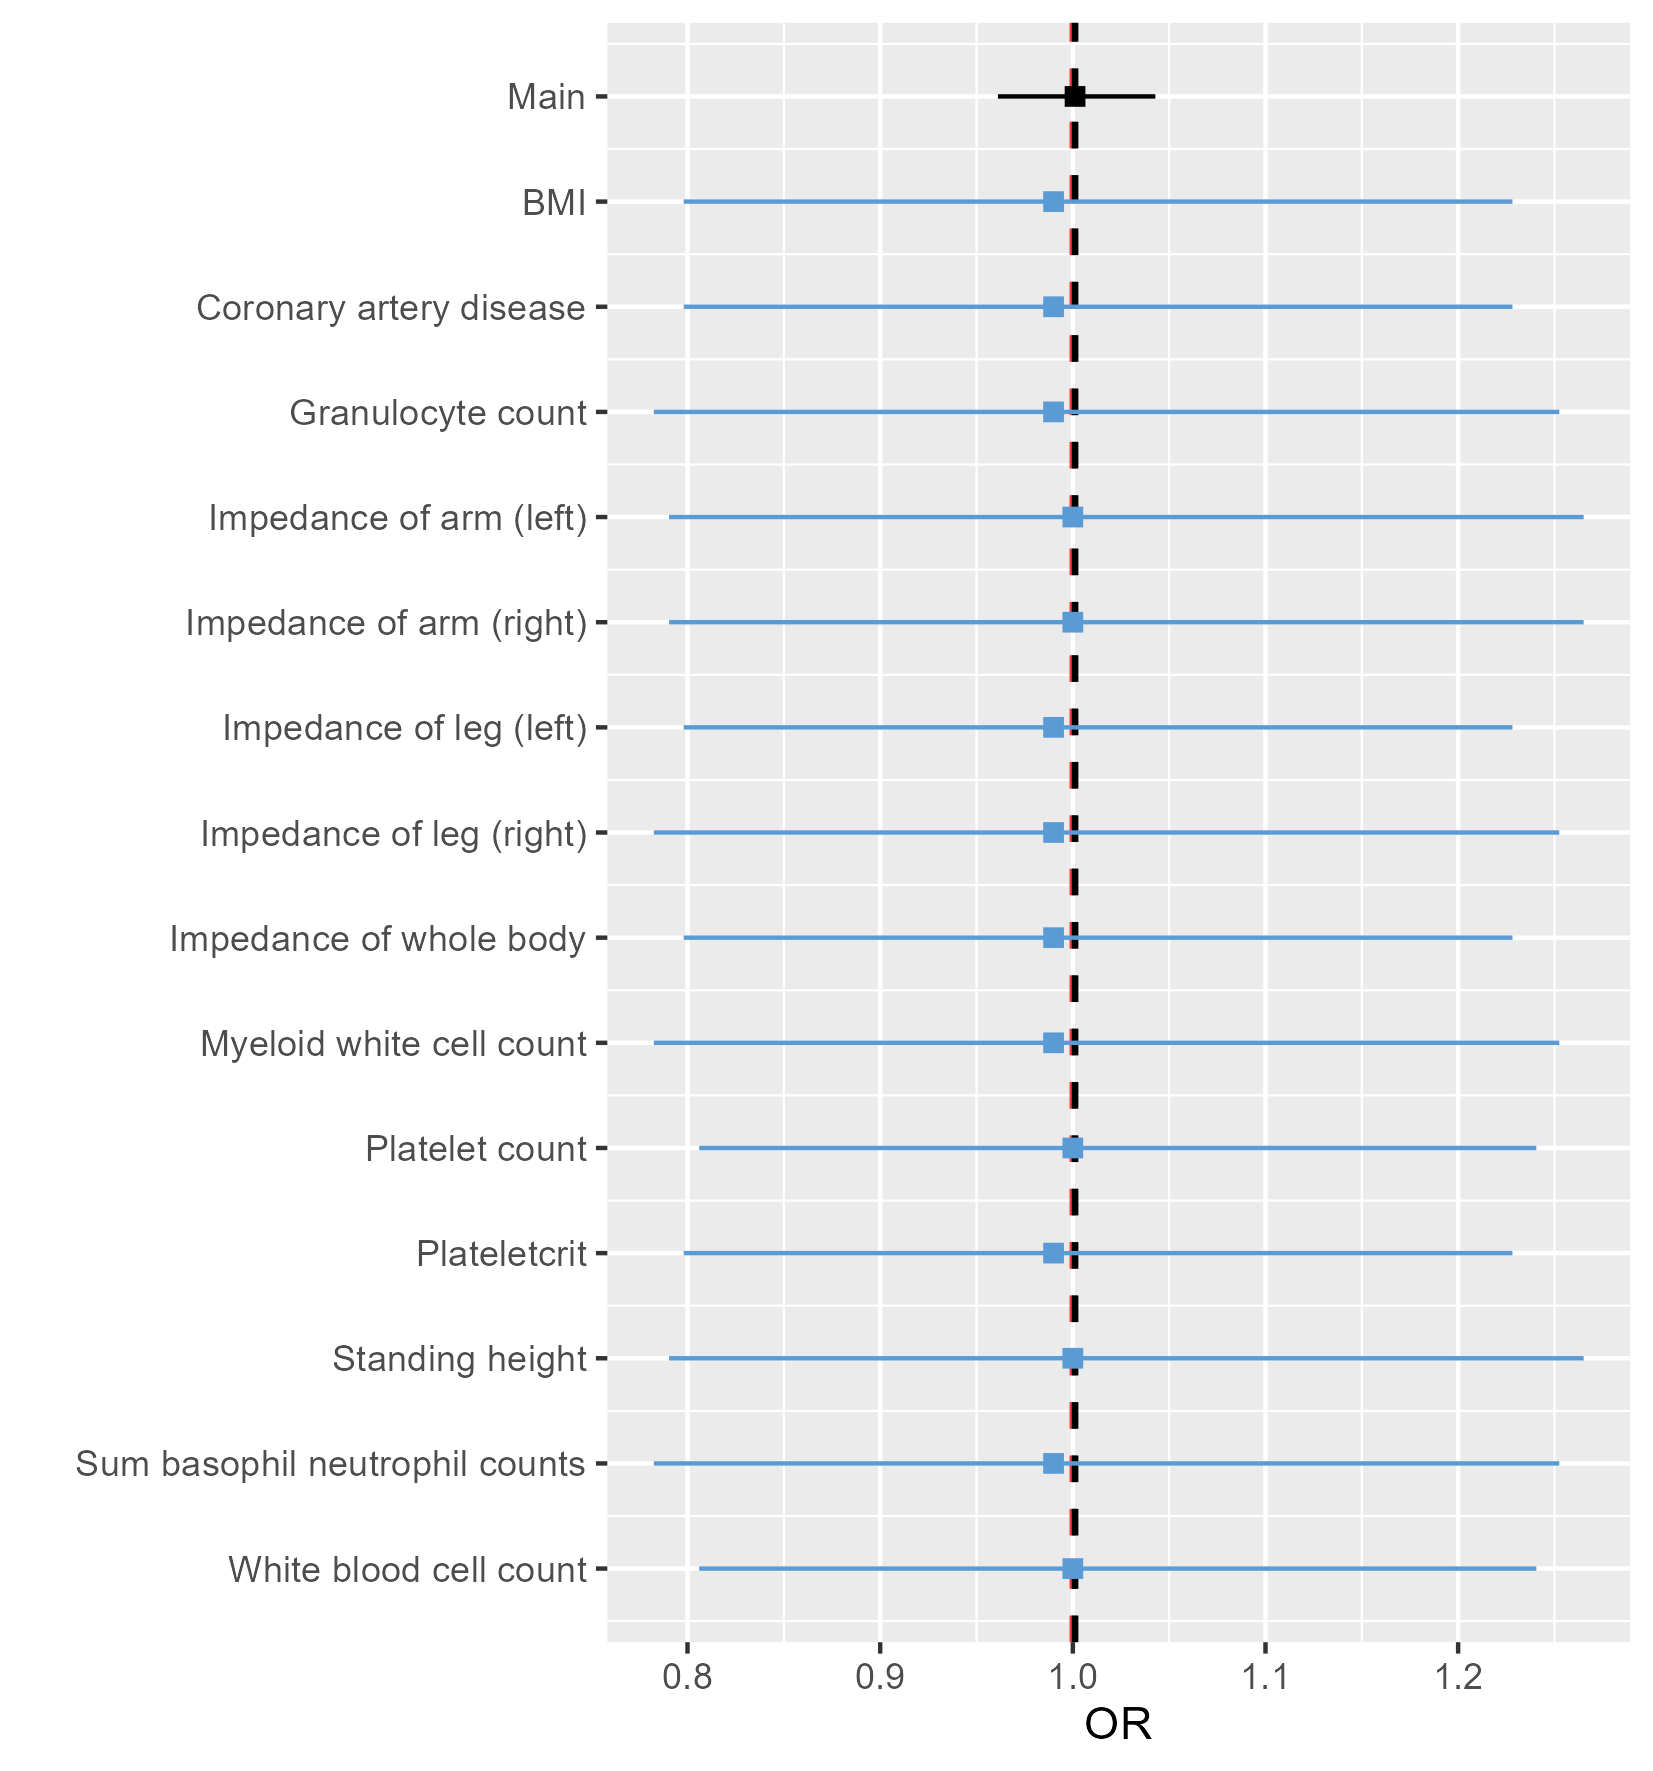 Main
BMI
Coronary artery disease
Granulocyte count
Impedance of arm (left)
Impedance of arm (right)
Impedance of leg (left)
Impedance of leg (right)
Impedance of whole body
Myeloid white cell count
Platelet count
Plateletcrit
Standing height
Sum basophil neutrophil counts
White blood cell count
0.8 0.9 1.0 1.1 1.2
OR